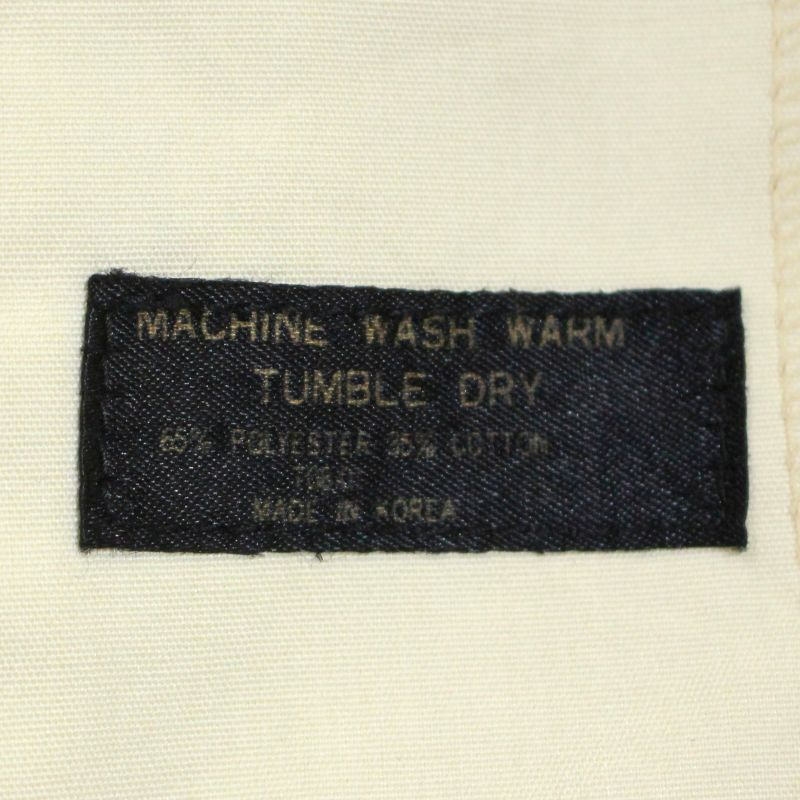 MACHINE WASH WARM
TUMBLE DRY
65% POLYESTER 35% COTTON
MADE IN KOREA